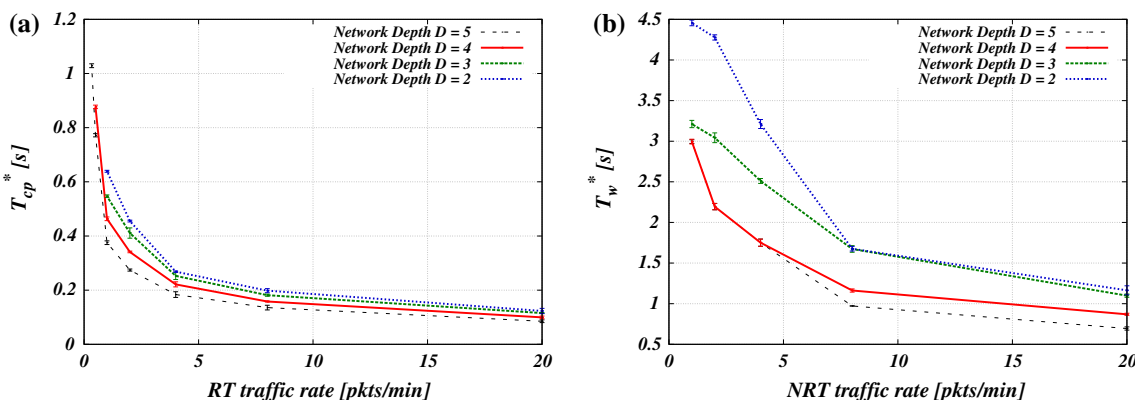 (a)
1.2
1
0.8
0.6
0.4
0.2
0
T_cp* [s]
Network Depth D = 5
Network Depth D = 4
Network Depth D = 3
Network Depth D = 2
0 5 10 15 20
RT traffic rate [pkts/min]
(b)
4.5
4
3.5
3
2.5
2
1.5
1
0.5
T_w* [s]
Network Depth D = 5
Network Depth D = 4
Network Depth D = 3
Network Depth D = 2
0 5 10 15 20
NRT traffic rate [pkts/min]